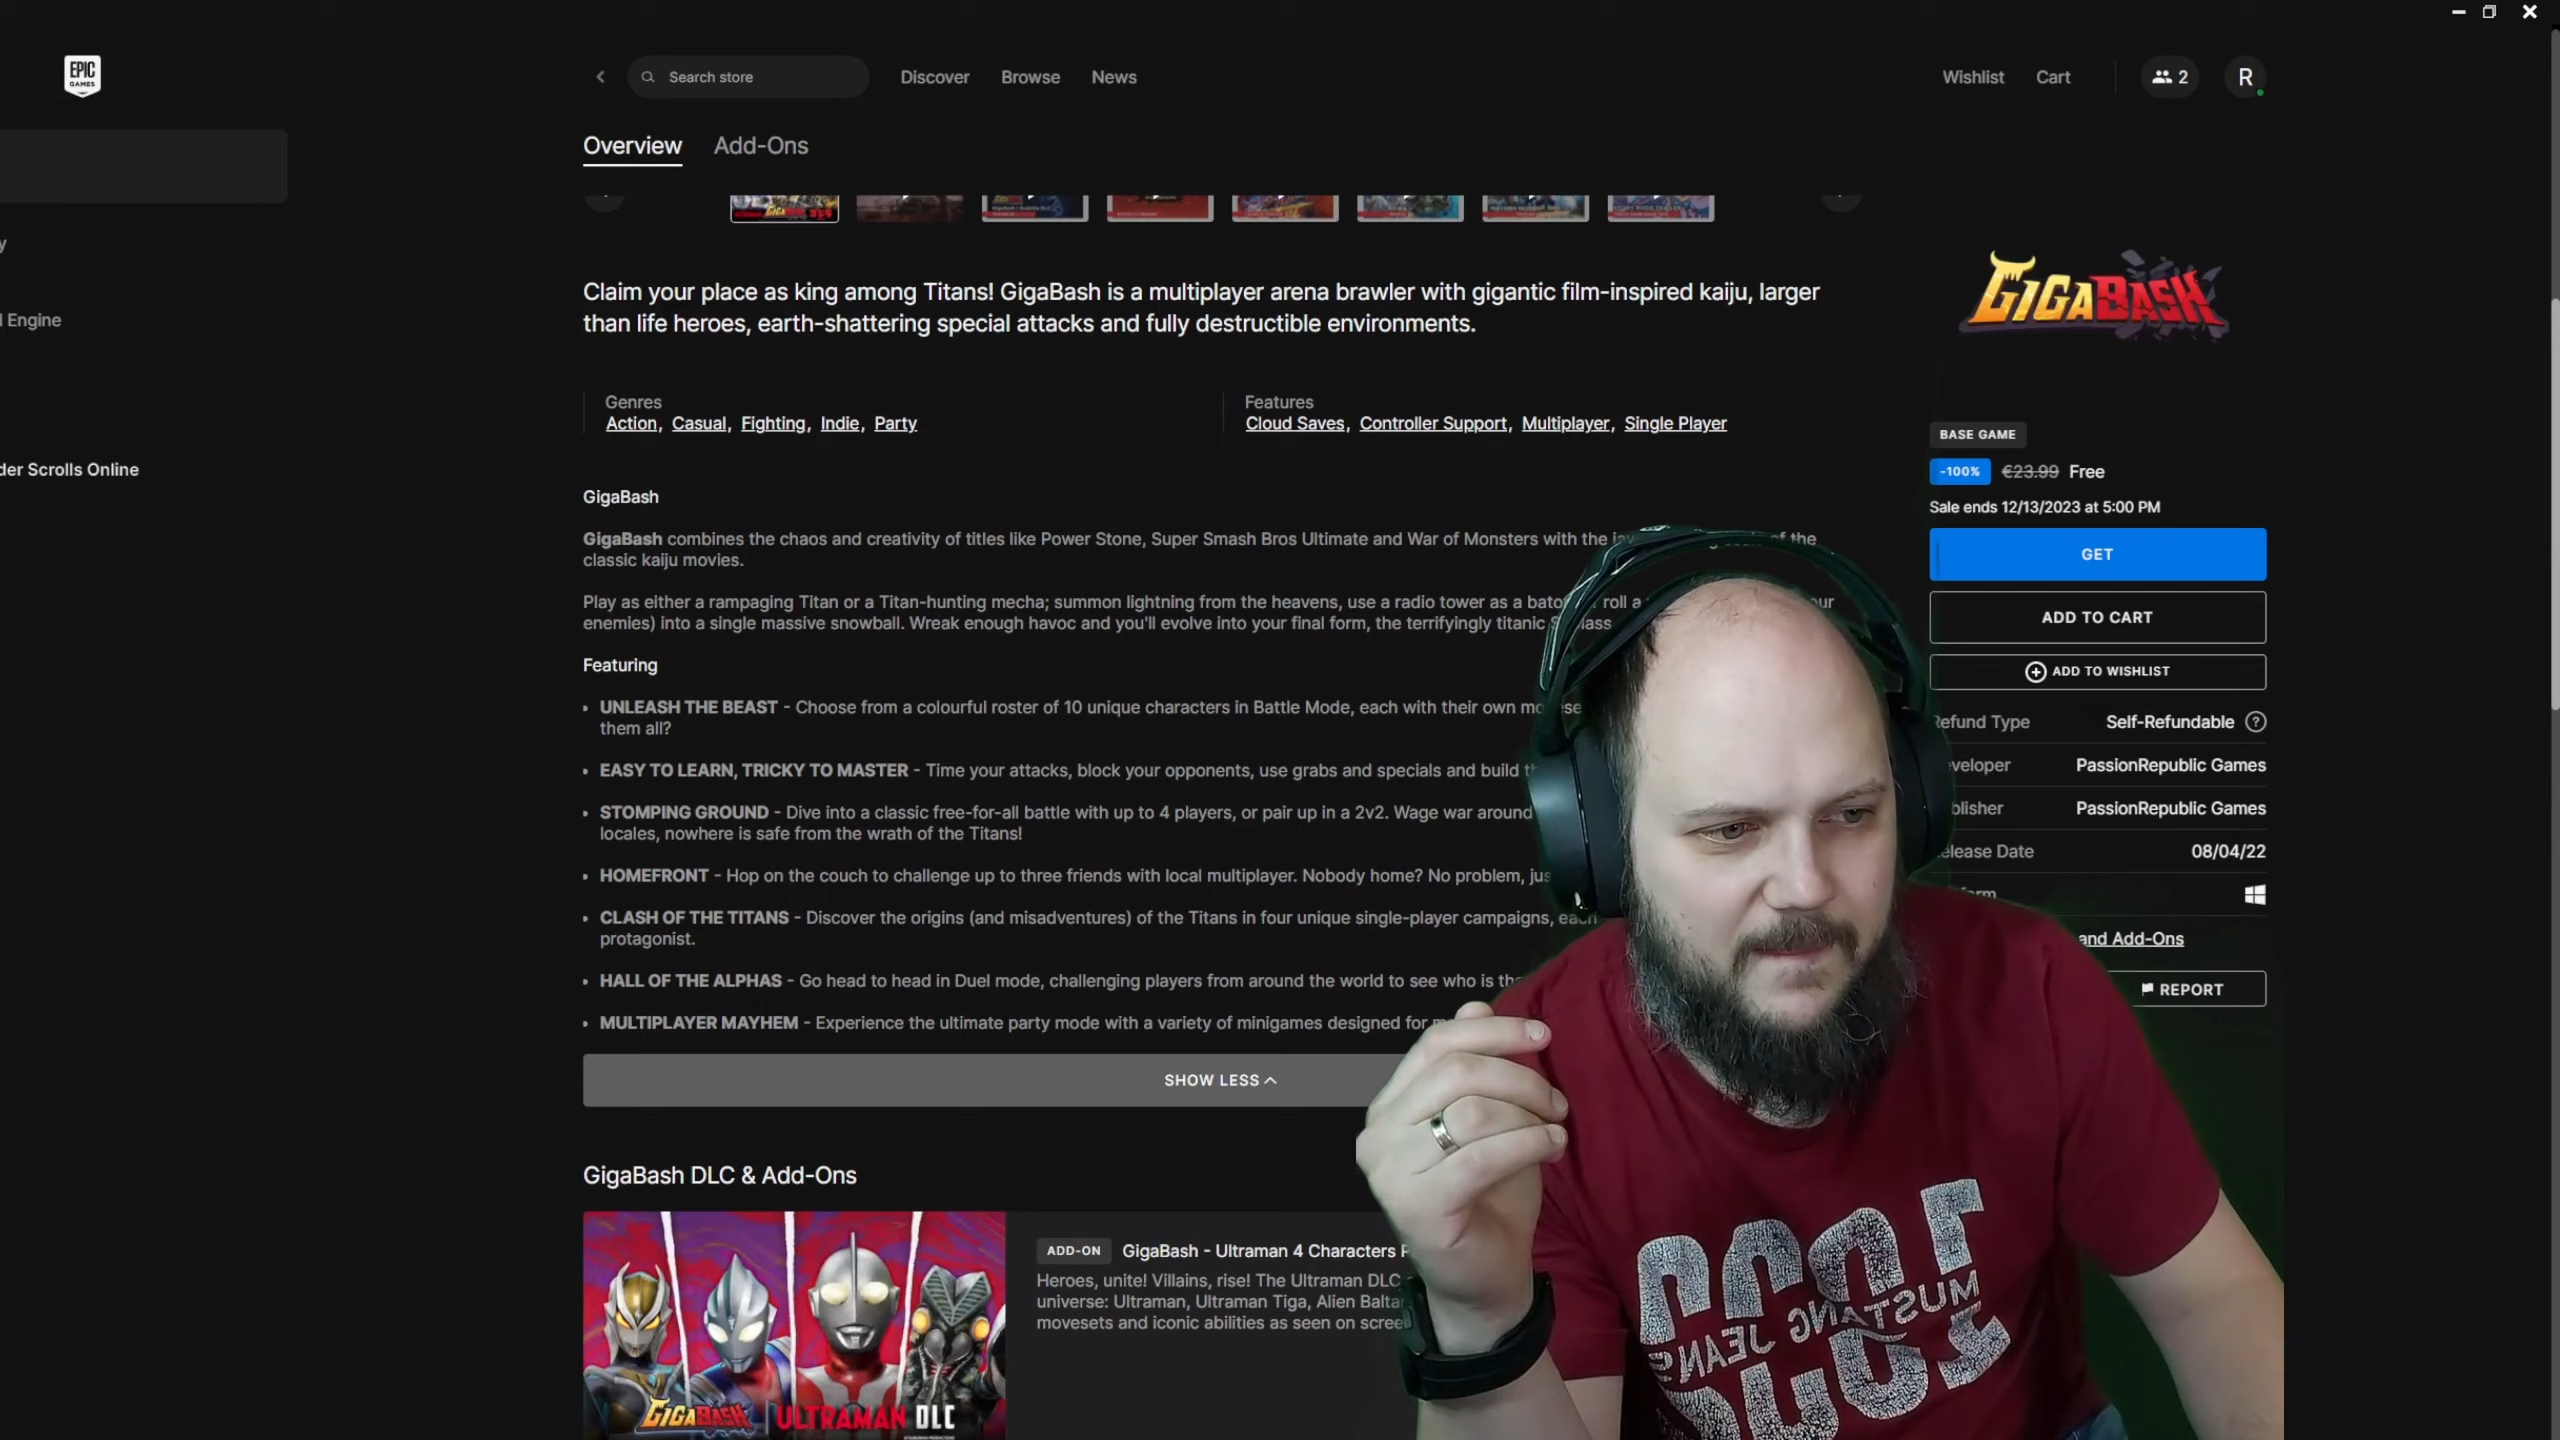 EPIC
GAMES
Search store
Discover
Browse
News
Wishlist
Cart
2
R
Overview
Add-Ons
GIGABASH
Claim your place as king among Titans! GigaBash is a multiplayer arena brawler with gigantic film-inspired kaiju, larger
than life heroes, earth-shattering special attacks and fully destructible environments.
Genres
Action, Casual, Fighting, Indie, Party
Features
Cloud Saves, Controller Support, Multiplayer, Single Player
Engine
der Scrolls Online
GigaBash
GigaBash combines the chaos and creativity of titles like Power Stone, Super Smash Bros Ultimate and War of Monsters with the of the
classic kaiju movies.
Play as either a rampaging Titan or a Titan-hunting mecha; summon lightning from the heavens, use a radio tower as a roll a
enemies) into a single massive snowball. Wreak enough havoc and you'll evolve into your final form, the terrifyingly titanic
Featuring
UNLEASH THE BEAST - Choose from a colourful roster of 10 unique characters in Battle Mode, each with their own
them all?
EASY TO LEARN, TRICKY TO MASTER - Time your attacks, block your opponents, use grabs and specials and build
STOMPING GROUND - Dive into a classic free-for-all battle with up to 4 players, or pair up in a 2v2. Wage war around
locales, nowhere is safe from the wrath of the Titans!
HOMEFRONT - Hop on the couch to challenge up to three friends with local multiplayer. Nobody home? No problem,
CLASH OF THE TITANS - Discover the origins (and misadventures) of the Titans in four unique single-player campaigns, each
protagonist.
HALL OF THE ALPHAS - Go head to head in Duel mode, challenging players from around the world to see who is
MULTIPLAYER MAYHEM - Experience the ultimate party mode with a variety of minigames designed for
SHOW LESS
BASE GAME
-100% €23.99 Free
Sale ends 12/13/2023 at 5:00 PM
GET
ADD TO CART
ADD TO WISHLIST
Refund Type Self-Refundable
eveloper PassionRepublic Games
blisher PassionRepublic Games
elease Date 08/04/22
and Add-Ons
REPORT
GigaBash DLC & Add-Ons
GIGABASH ULTRAMAN DLC
ADD-ON GigaBash - Ultraman 4 Characters
Heroes, unite! Villains, rise! The Ultraman DLC
universe: Ultraman, Ultraman Tiga, Alien
movesets and iconic abilities as seen on
MUSTANG
JEANS